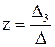 z = Δ₃ / Δ